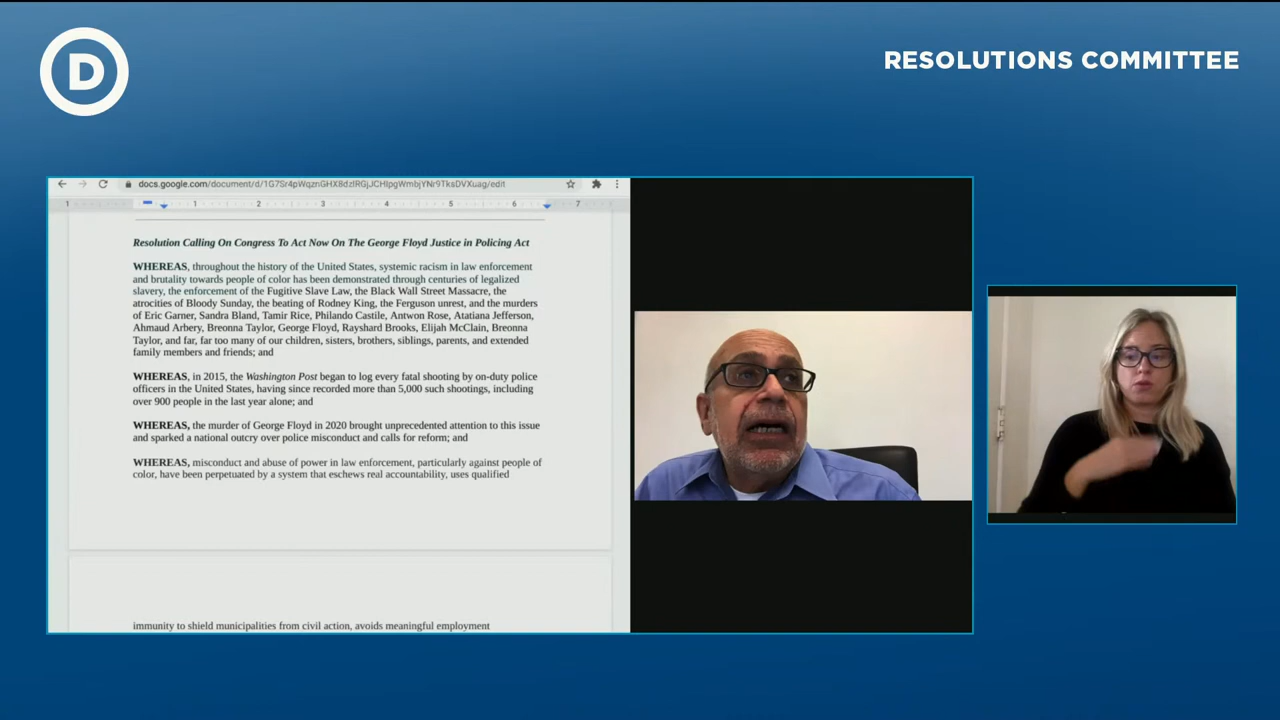 D
RESOLUTIONS COMMITTEE
docs.google.com/document/d/1G7Sr4pWqznGHXBdzlRGjJCHlpgWmbjYNr9TksDVXuag/edit
1 1 2 3 4 5 6 7
Resolution Calling On Congress To Act Now On The George Floyd Justice in Policing Act
WHEREAS, throughout the history of the United States, systemic racism in law enforcement
and brutality towards people of color has been demonstrated through centuries of legalized
slavery, the enforcement of the Fugitive Slave Law, the Black Wall Street Massacre, the
atrocities of Bloody Sunday, the beating of Rodney King, the Ferguson unrest, and the murders
of Eric Garner, Sandra Bland, Tamir Rice, Philando Castile, Antwon Rose, Atatiana Jefferson,
Ahmaud Arbery, Breonna Taylor, George Floyd, Rayshard Brooks, Elijah McClain, Breonna
Taylor, and far, far too many of our children, sisters, brothers, siblings, parents, and extended
family members and friends; and
WHEREAS, in 2015, the Washington Post began to log every fatal shooting by on-duty police
officers in the United States, having since recorded more than 5,000 such shootings, including
over 900 people in the last year alone; and
WHEREAS, the murder of George Floyd in 2020 brought unprecedented attention to this issue
and sparked a national outcry over police misconduct and calls for reform; and
WHEREAS, misconduct and abuse of power in law enforcement, particularly against people of
color, have been perpetuated by a system that eschews real accountability, uses qualified
immunity to shield municipalities from civil action, avoids meaningful employment